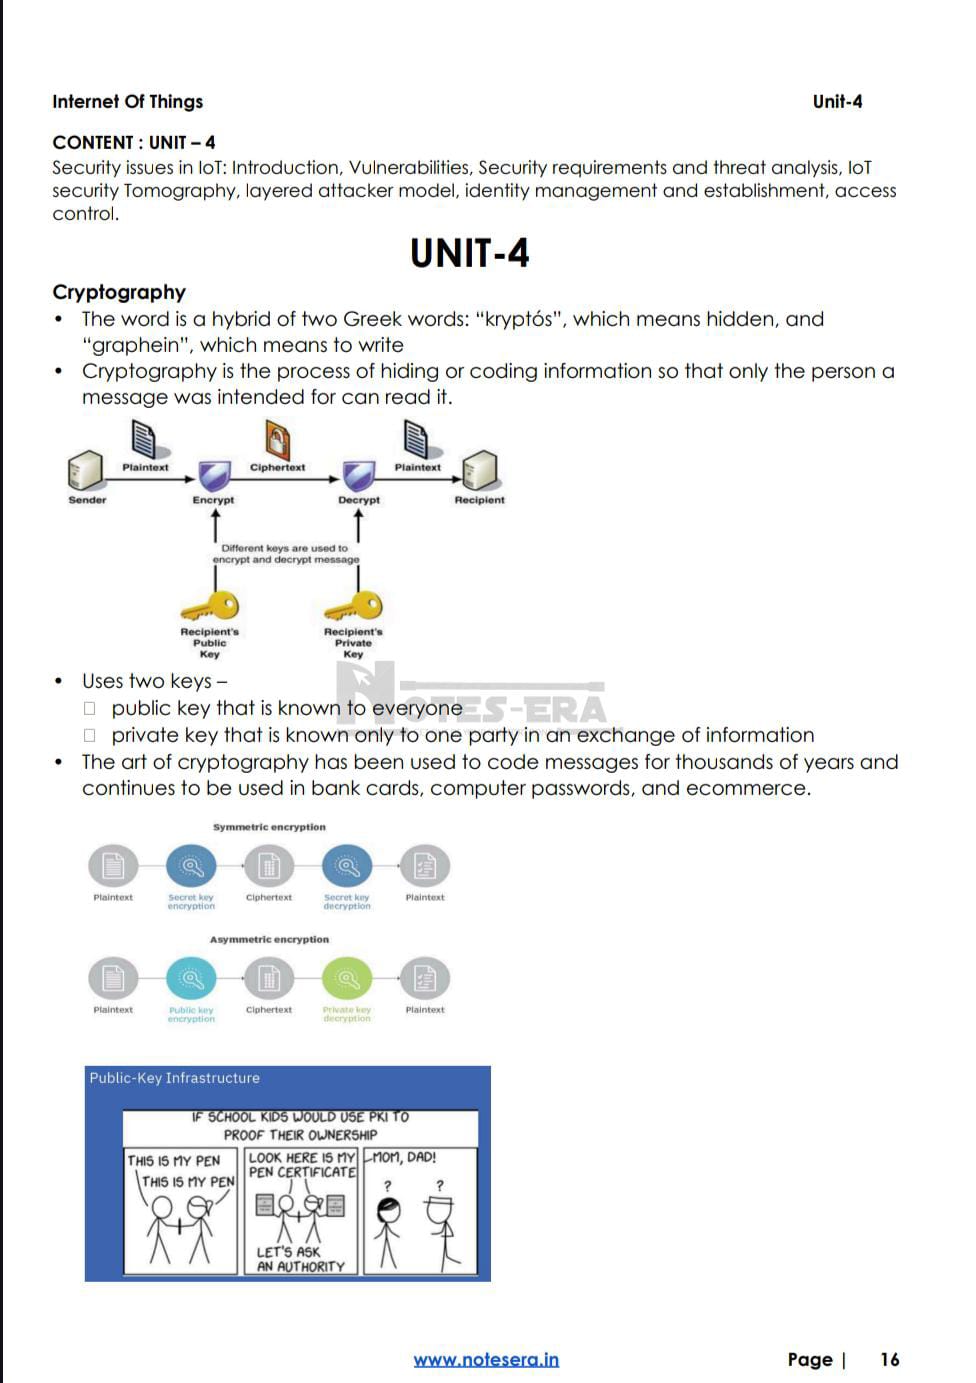 Internet Of Things Unit-4
CONTENT : UNIT – 4
Security issues in IoT: Introduction, Vulnerabilities, Security requirements and threat analysis, IoT
security Tomography, layered attacker model, identity management and establishment, access
control.
UNIT-4
Cryptography
• The word is a hybrid of two Greek words: “kryptós”, which means hidden, and
“graphein”, which means to write
• Cryptography is the process of hiding or coding information so that only the person a
message was intended for can read it.
Plaintext Ciphertext Plaintext
Sender Encrypt Decrypt Recipient
Different keys are used to
encrypt and decrypt message
Recipient's Recipient's
Public Private
Key Key
• Uses two keys –
public key that is known to everyone
NOTES-ERA
private key that is known only to one party in an exchange of information
• The art of cryptography has been used to code messages for thousands of years and
continues to be used in bank cards, computer passwords, and ecommerce.
Symmetric encryption
Plaintext Secret key Ciphertext Secret key Plaintext
encryption decryption
Asymmetric encryption
Plaintext Public key Ciphertext Private key Plaintext
encryption decryption
Public-Key Infrastructure
IF SCHOOL KIDS WOULD USE PKI TO
PROOF THEIR OWNERSHIP
THIS IS MY PEN
THIS IS MY PEN
LOOK HERE IS MY
PEN CERTIFICATE
LET'S ASK
AN AUTHORITY
MOM, DAD!
? ?
www.notesera.in Page | 16